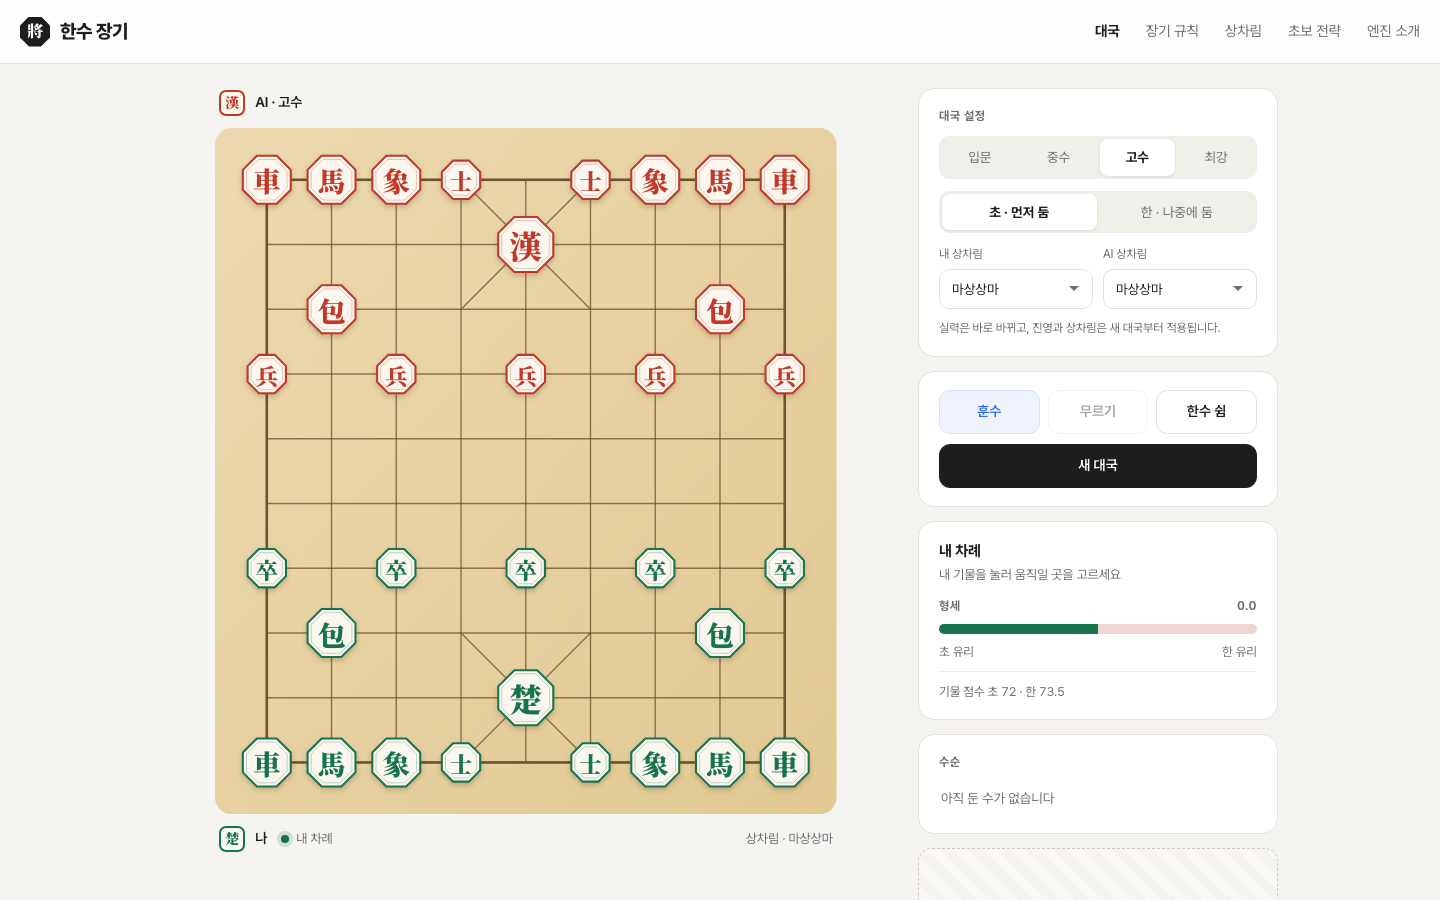 將 한수 장기
대국 장기 규칙 상차림 초보 전략 엔진 소개
漢 AI · 고수
車 馬 象 士 士 象 馬 車
漢
包 包
兵 兵 兵 兵 兵
卒 卒 卒 卒 卒
包 包
楚
車 馬 象 士 士 象 馬 車
楚 나 내 차례 상차림 · 마상상마
대국 설정
입문 중수 고수 최강
초 · 먼저 둠 한 · 나중에 둠
내 상차림 AI 상차림
마상상마 마상상마
실력은 바로 바뀌고, 진영과 상차림은 새 대국부터 적용됩니다.
훈수 무르기 한수 쉼
새 대국
내 차례
내 기물을 눌러 움직일 곳을 고르세요
형세 0.0
초 유리 한 유리
기물 점수 초 72 · 한 73.5
수순
아직 둔 수가 없습니다